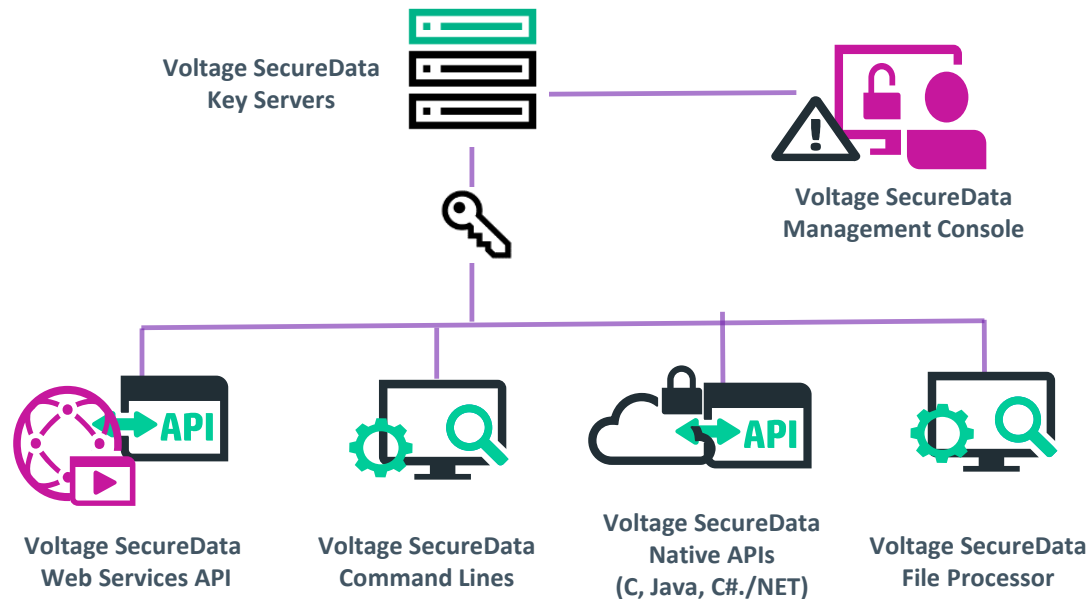 Voltage SecureData
Key Servers
Voltage SecureData
Management Console
API
API
Voltage SecureData
Web Services API
Voltage SecureData
Command Lines
Voltage SecureData
Native APIs
(C, Java, C#./NET)
Voltage SecureData
File Processor